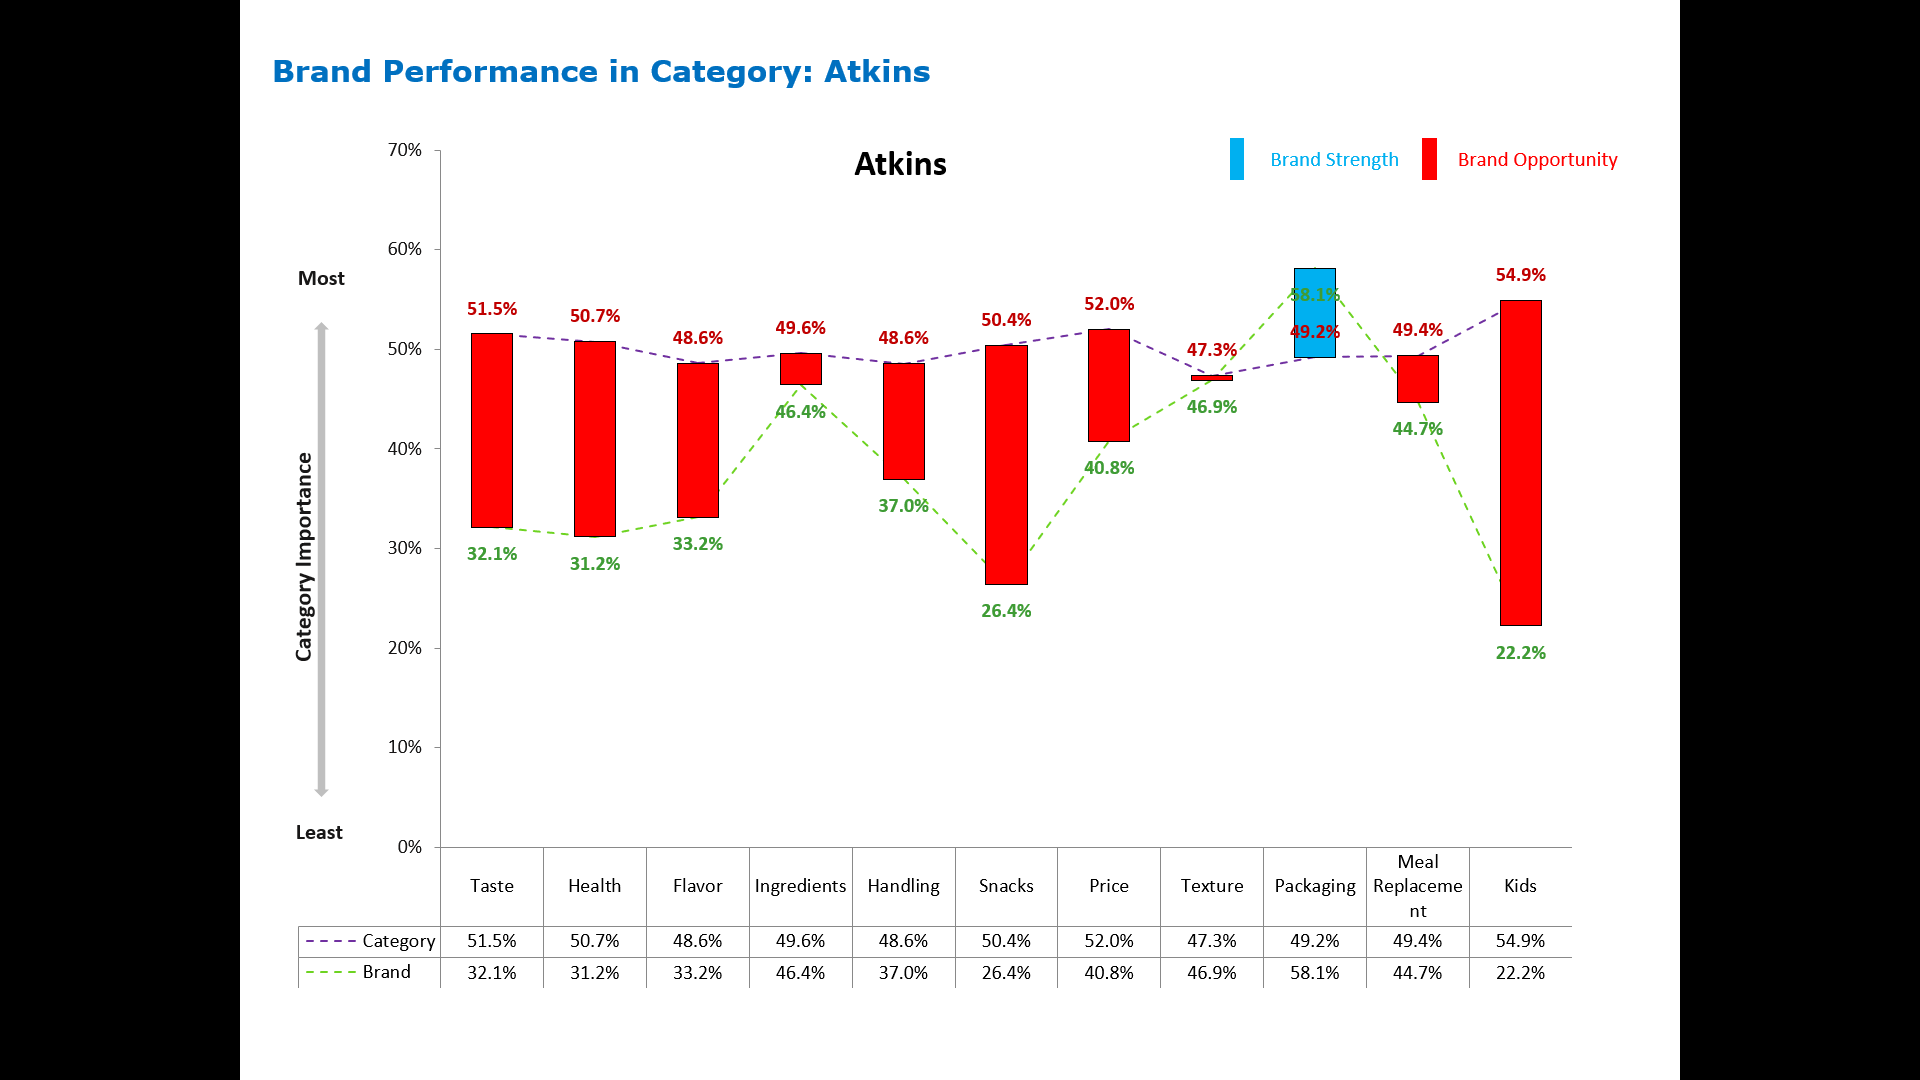 Brand Performance in Category: Atkins
Atkins
Brand Strength
Brand Opportunity
70%
60%
50%
40%
30%
20%
10%
0%
Most
Category Importance
Least
51.5%
50.7%
48.6%
49.6%
48.6%
50.4%
52.0%
47.3%
49.2%
49.4%
54.9%
32.1%
31.2%
33.2%
46.4%
37.0%
26.4%
40.8%
46.9%
58.1%
44.7%
22.2%
Taste Health Flavor Ingredients Handling Snacks Price Texture Packaging Meal Kids
Replaceme
nt
Category 51.5% 50.7% 48.6% 49.6% 48.6% 50.4% 52.0% 47.3% 49.2% 49.4% 54.9%
Brand 32.1% 31.2% 33.2% 46.4% 37.0% 26.4% 40.8% 46.9% 58.1% 44.7% 22.2%